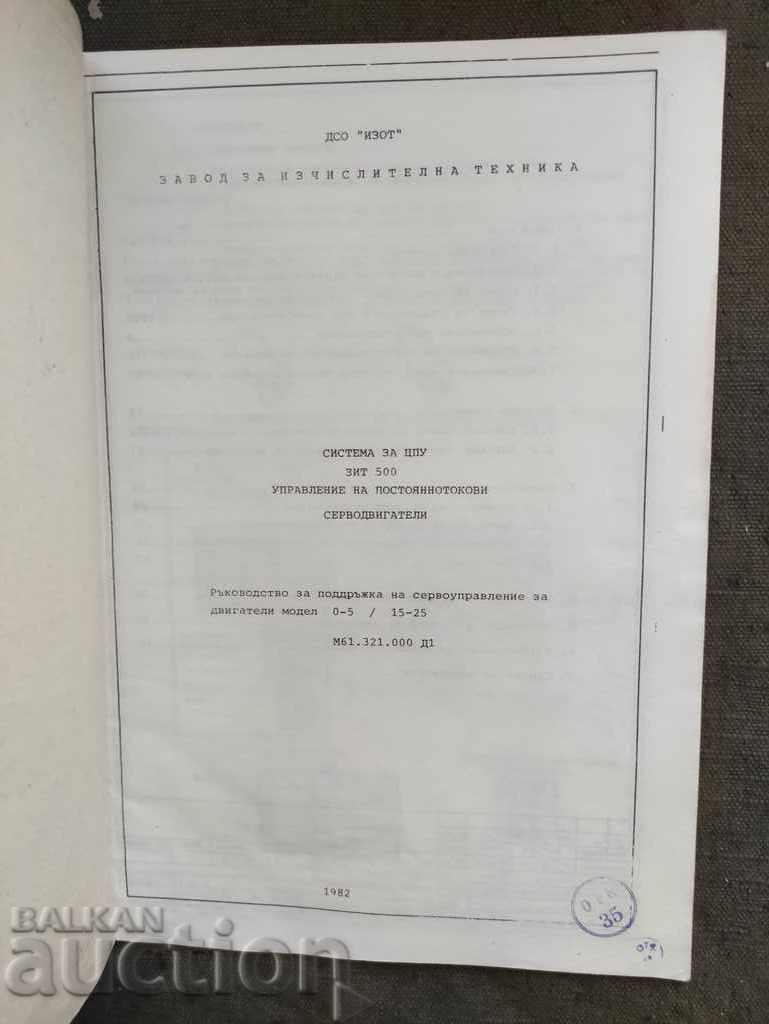 ДСО "ИЗОТ"
ЗАВОД ЗА ИЗЧИСЛИТЕЛНА ТЕХНИКА
СИСТЕМА ЗА ЦПУ
ЗИТ 500
УПРАВЛЕНИЕ НА ПОСТОЯННОТОКОВИ
СЕРВОДВИГАТЕЛИ
Ръководство за поддръжка на сервоуправление за
двигатели модел 0-5 / 15-25
М61.321.000 Д1
1982
ОТК
35
BALKAN
auction